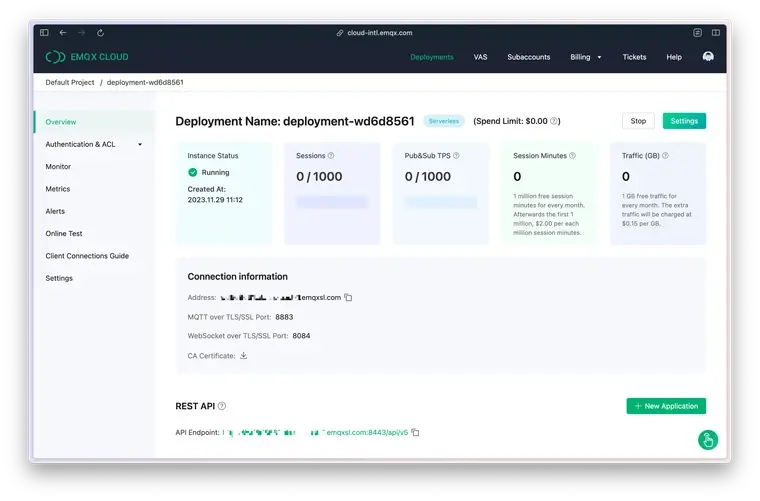 cloud-intl.emqx.com
EMQX CLOUD
Deployments
VAS
Subaccounts
Billing
Tickets
Help
Default Project / deployment-wd6d8561
Overview
Authentication & ACL
Monitor
Metrics
Alerts
Online Test
Client Connections Guide
Settings
Deployment Name: deployment-wd6d8561
Serverless
(Spend Limit: $0.00 )
Stop
Settings
Instance Status
Running
Created At:
2023.11.29 11:12
Sessions
0 / 1000
Pub&Sub TPS
0 / 1000
Session Minutes
0
1 million free session
minutes for every month.
Afterwards the first 1
million, $2.00 per each
million session minutes.
Traffic (GB)
0
1 GB free traffic for
every month. The extra
traffic will be charged at
$0.15 per GB.
Connection information
Address: emqxsl.com
MQTT over TLS/SSL Port: 8883
WebSocket over TLS/SSL Port: 8084
CA Certificate:
REST API
+ New Application
API Endpoint: emqxsl.com:8443/api/v5